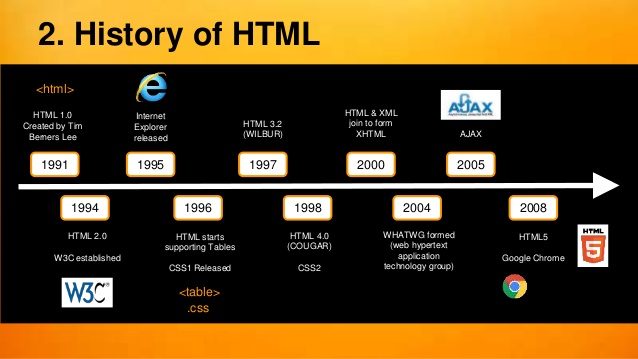 2. History of HTML
<html>
HTML 1.0
Created by Tim
Berners Lee
Internet
Explorer
released
HTML 3.2
(WILBUR)
HTML & XML
join to form
XHTML
AJAX
AJAX
1991
1995
1997
2000
2005
1994
1996
1998
2004
2008
HTML 2.0
W3C established
W3C®
HTML starts
supporting Tables
CSS1 Released
<table>
.css
HTML 4.0
(COUGAR)
CSS2
WHATWG formed
(web hypertext
application
technology group)
HTML5
Google Chrome
HTML
5